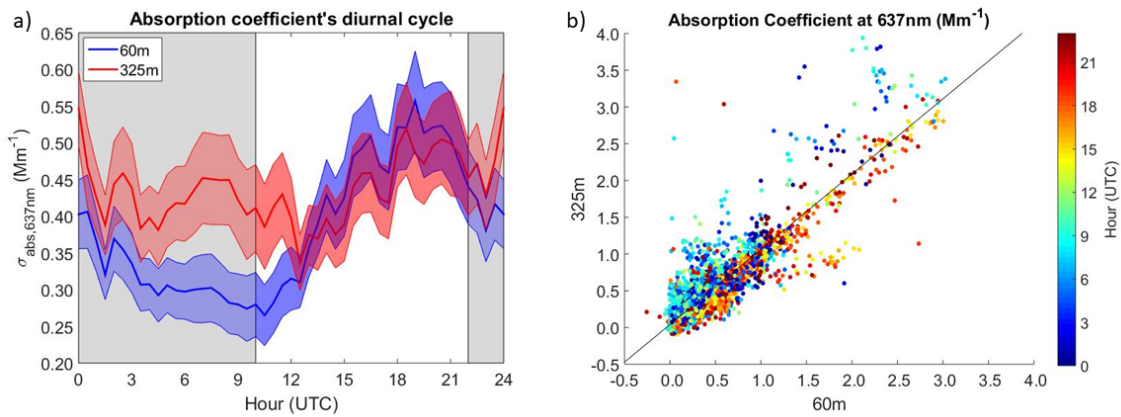 a)
Absorption coefficient's diurnal cycle
0.65
0.60
0.55
0.50
0.45
0.40
0.35
0.30
0.25
0.20
σabs,637nm (Mm⁻¹)
60m
325m
0 3 6 9 12 15 18 21 24
Hour (UTC)
b)
Absorption Coefficient at 637nm (Mm⁻¹)
4.0
3.5
3.0
2.5
2.0
1.5
1.0
0.5
0.0
-0.5
325m
-0.5 0.0 0.5 1.0 1.5 2.0 2.5 3.0 3.5 4.0
60m
21
18
15
12
9
6
3
0
Hour (UTC)